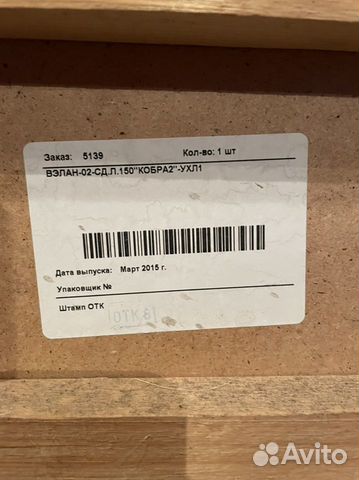 Заказ: 5139 Кол-во: 1 шт
ВЭЛАН-02-СД.Л.150"КОБРА2"-УХЛ1
Дата выпуска: Март 2015 г.
Упаковщик №
Штамп ОТК
Avito